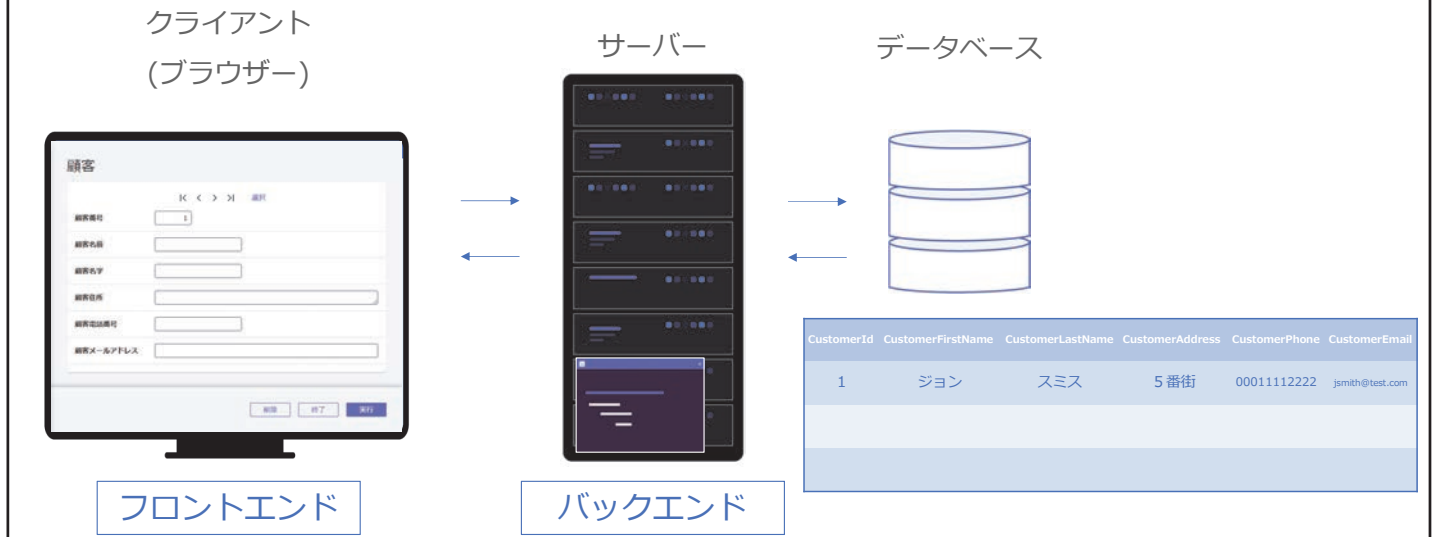 クライアント
(ブラウザー)
サーバー
データベース
顧客
選択
顧客番号
1
顧客名前
顧客名字
顧客住所
顧客電話番号
顧客メールアドレス
削除
終了
実行
フロントエンド
バックエンド
CustomerId CustomerFirstName CustomerLastName CustomerAddress CustomerPhone CustomerEmail
1 ジョン スミス 5番街 00011112222 jsmith@test.com